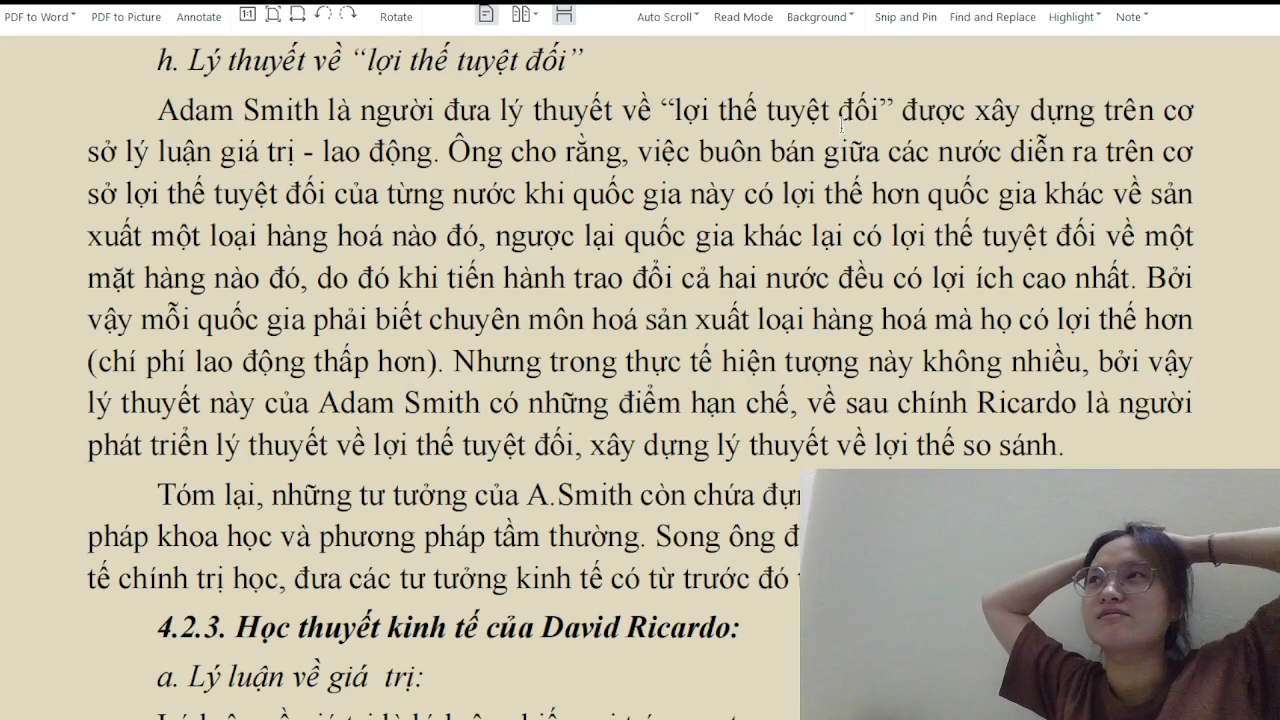 PDF to Word PDF to Picture Annotate 1:1 Rotate Auto Scroll Read Mode Background Snip and Pin Find and Replace Highlight Note
h. Lý thuyết về “lợi thế tuyệt đối”
Adam Smith là người đưa lý thuyết về “lợi thế tuyệt đối” được xây dựng trên cơ
sở lý luận giá trị - lao động. Ông cho rằng, việc buôn bán giữa các nước diễn ra trên cơ
sở lợi thế tuyệt đối của từng nước khi quốc gia này có lợi thế hơn quốc gia khác về sản
xuất một loại hàng hoá nào đó, ngược lại quốc gia khác lại có lợi thế tuyệt đối về một
mặt hàng nào đó, do đó khi tiến hành trao đổi cả hai nước đều có lợi ích cao nhất. Bởi
vậy mỗi quốc gia phải biết chuyên môn hoá sản xuất loại hàng hoá mà họ có lợi thế hơn
(chí phí lao động thấp hơn). Nhưng trong thực tế hiện tượng này không nhiều, bởi vậy
lý thuyết này của Adam Smith có những điểm hạn chế, về sau chính Ricardo là người
phát triển lý thuyết về lợi thế tuyệt đối, xây dựng lý thuyết về lợi thế so sánh.
Tóm lại, những tư tưởng của A.Smith còn chứa
pháp khoa học và phương pháp tầm thường. Song ông
tế chính trị học, đưa các tư tưởng kinh tế có từ trước đó
4.2.3. Học thuyết kinh tế của David Ricardo:
a. Lý luận về giá trị: